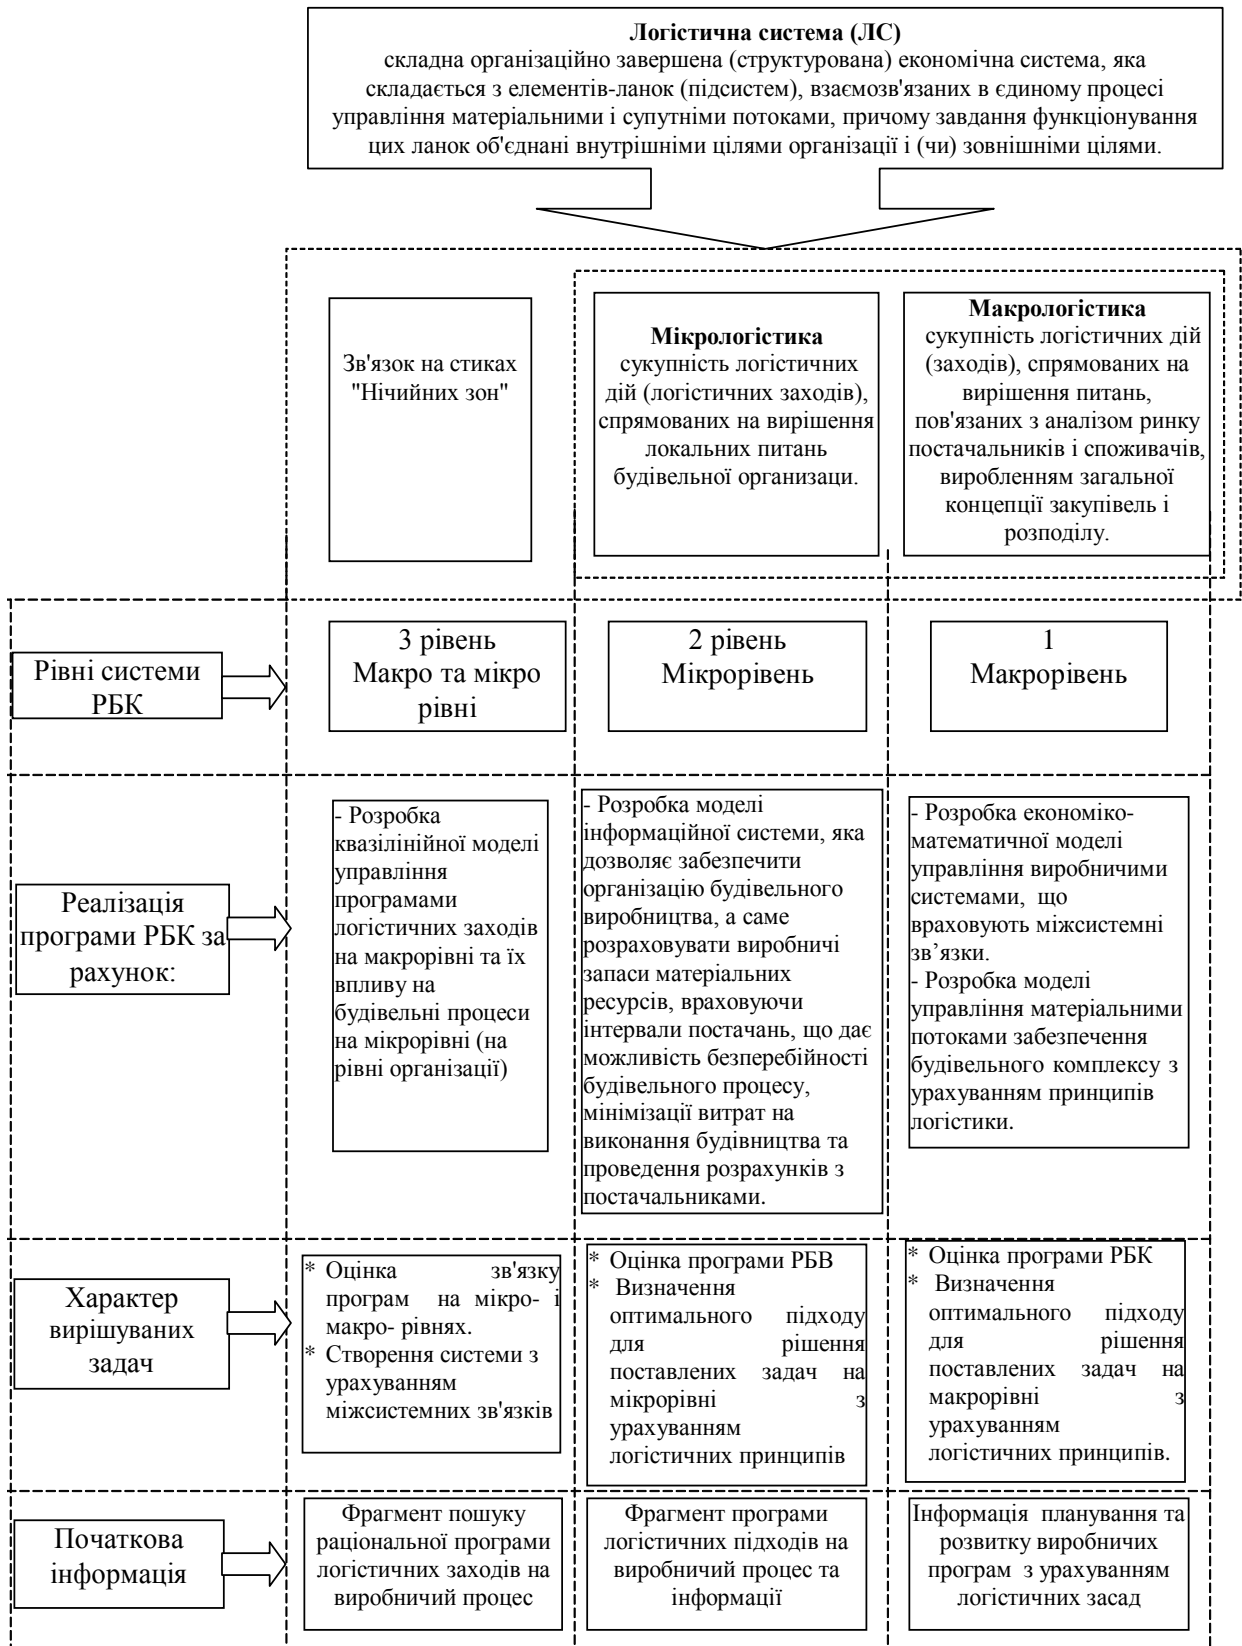 Логістична система (ЛС)
складна організаційно завершена (структурована) економічна система, яка
складається з елементів-ланок (підсистем), взаємозв'язаних в єдиному процесі
управління матеріальними і супутніми потоками, причому завдання функціонування
цих ланок об'єднані внутрішніми цілями організації і (чи) зовнішніми цілями.
Зв'язок на стиках
"Нічийних зон"
Мікрологістика
сукупність логістичних
дій (логістичних заходів),
спрямованих на вирішення
локальних питань
будівельної организаци.
Макрологістика
сукупність логістичних дій
(заходів), спрямованих на
вирішення питань,
пов'язаних з аналізом ринку
постачальників і споживачів,
виробленням загальної
концепції закупівель і
розподілу.
Рівні системи
РБК
3 рівень
Макро та мікро
рівні
2 рівень
Мікрорівень
1
Макрорівень
Реалізація
програми РБК за
рахунок:
- Розробка
квазілінійної моделі
управління
програмами
логістичних заходів
на макрорівні та їх
впливу на
будівельні процеси
на мікрорівні (на
рівні організації)
- Розробка моделі
інформаційної системи, яка
дозволяє забезпечити
організацію будівельного
виробництва, а саме
розраховувати виробничі
запаси матеріальних
ресурсів, враховуючи
інтервали постачань, що дає
можливість безперебійності
будівельного процесу,
мінімізації витрат на
виконання будівництва та
проведення розрахунків з
постачальниками.
- Розробка економіко-
математичної моделі
управління виробничими
системами, що
враховують міжсистемні
зв’язки.
- Розробка моделі
управління матеріальними
потоками забезпечення
будівельного комплексу з
урахуванням принципів
логістики.
Характер
вирішуваних
задач
* Оцінка зв'язку
програм на мікро- і
макро- рівнях.
* Створення системи з
урахуванням
міжсистемних зв'язків
* Оцінка програми РБВ
* Визначення
оптимального підходу
для рішення
поставлених задач на
мікрорівні з
урахуванням
логістичних принципів
* Оцінка програми РБК
* Визначення
оптимального підходу
для рішення
поставлених задач на
макрорівні з
урахуванням
логістичних принципів.
Початкова
інформація
Фрагмент пошуку
раціональної програми
логістичних заходів на
виробничий процес
Фрагмент програми
логістичних підходів на
виробничий процес та
інформації
Інформація планування та
розвитку виробничих
програм з урахуванням
логістичних засад